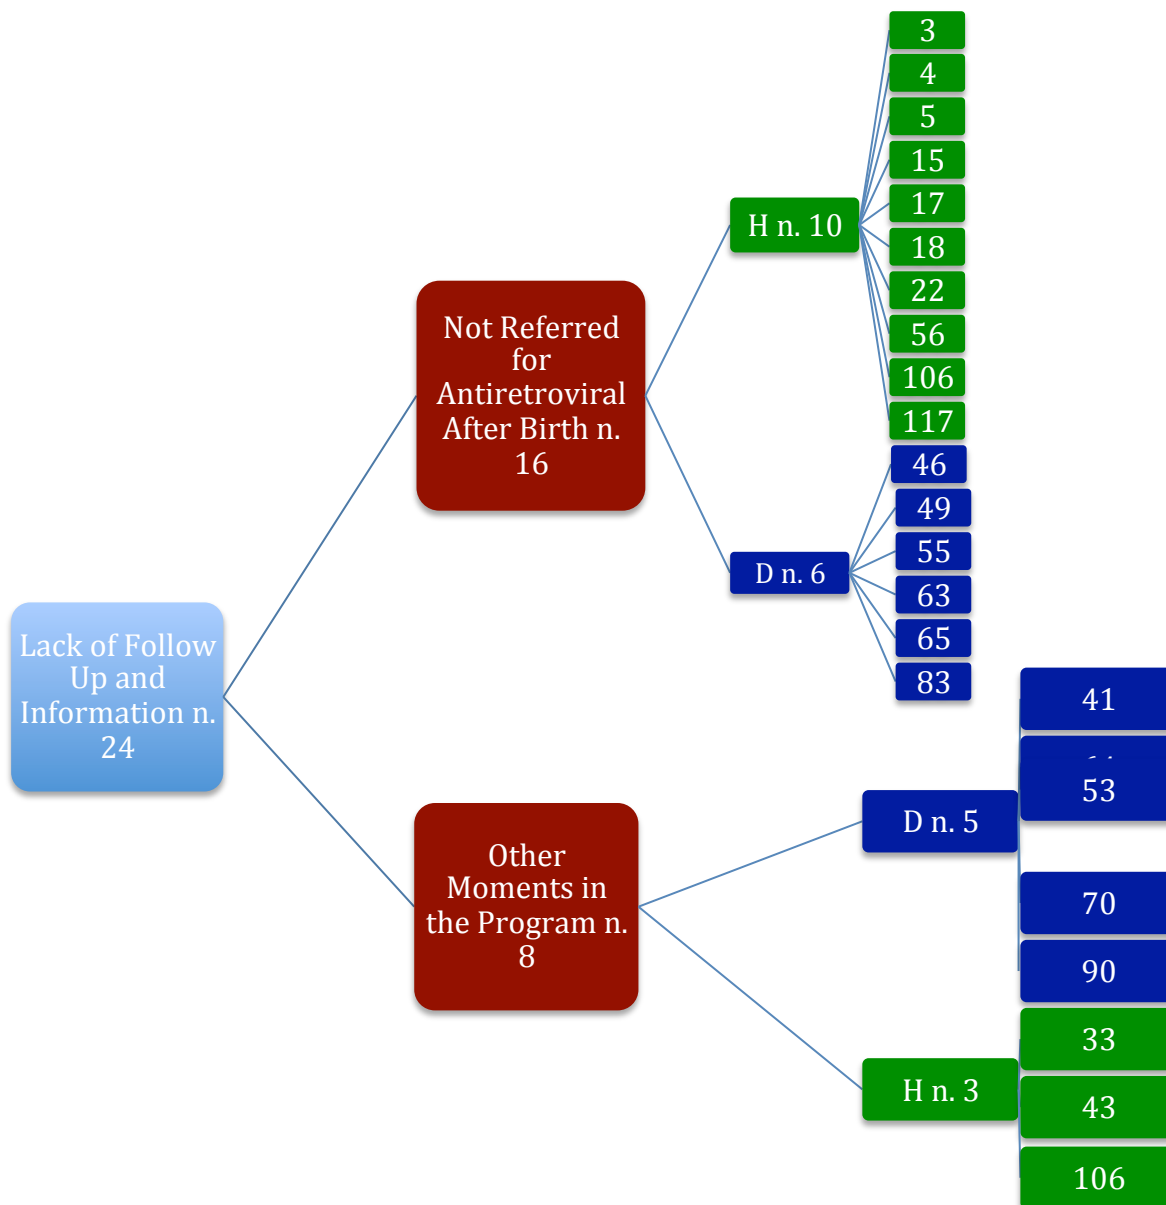 Lack of Follow
Up and
Information n.
24
Not Referred
for
Antiretroviral
After Birth n.
16
H n. 10
3
4
5
15
17
18
22
56
106
117
D n. 6
46
49
55
63
65
83
Other
Moments in
the Program n.
8
D n. 5
41
53
70
90
H n. 3
33
43
106